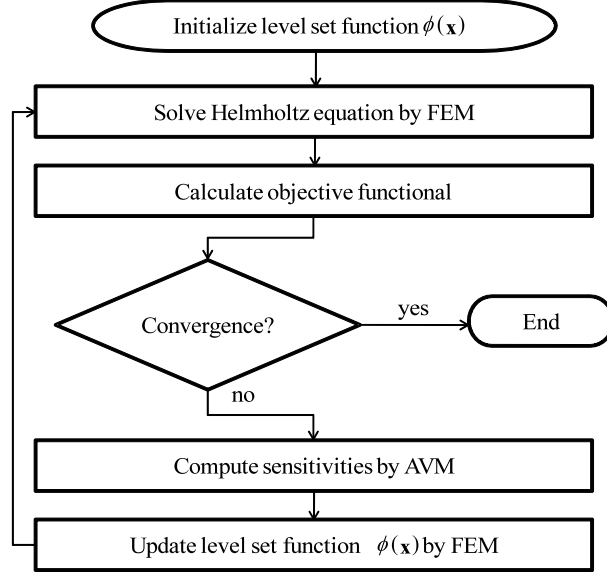 Initialize level set function ϕ(x)
Solve Helmholtz equation by FEM
Calculate objective functional
Convergence?
yes
End
no
Compute sensitivities by AVM
Update level set function ϕ(x) by FEM